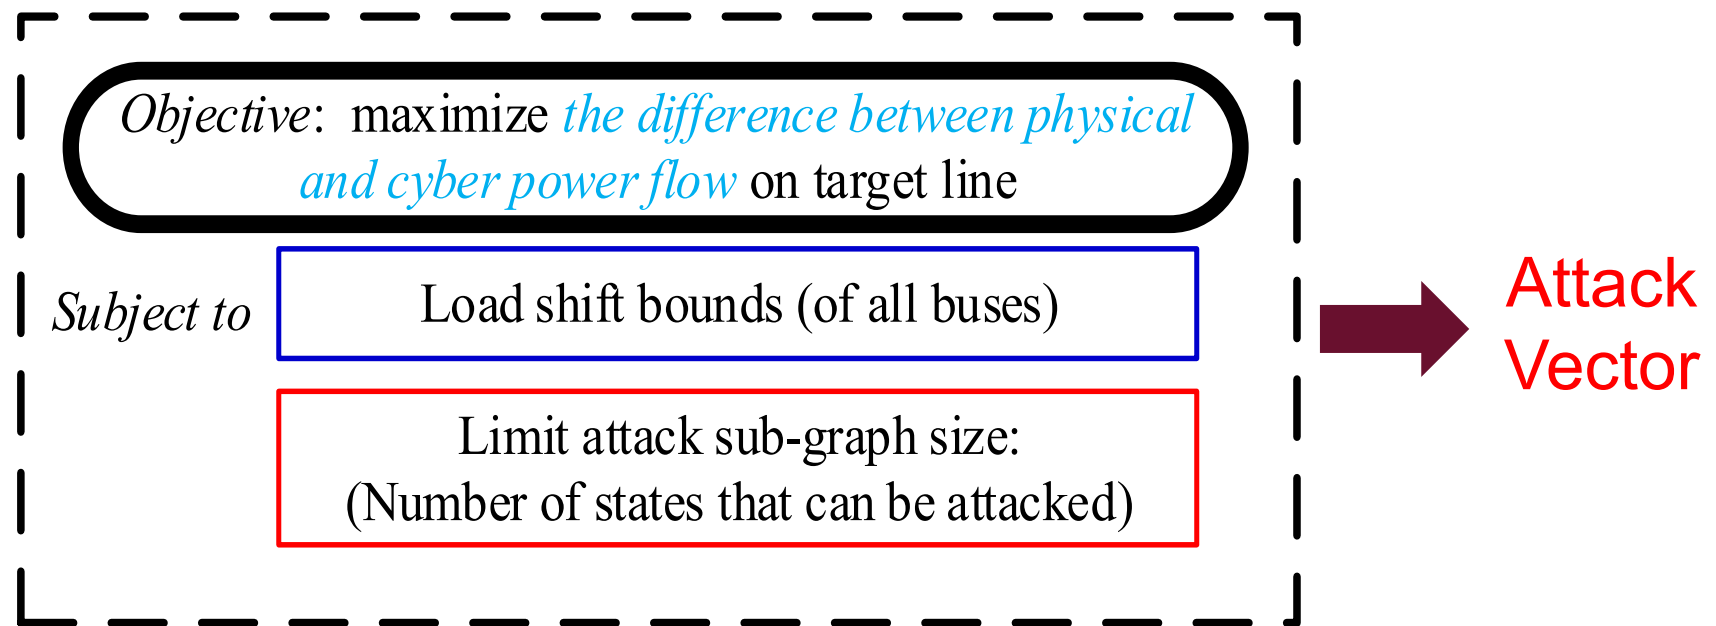 Objective: maximize the difference between physical
and cyber power flow on target line
Subject to
Load shift bounds (of all buses)
Limit attack sub-graph size:
(Number of states that can be attacked)
Attack
Vector